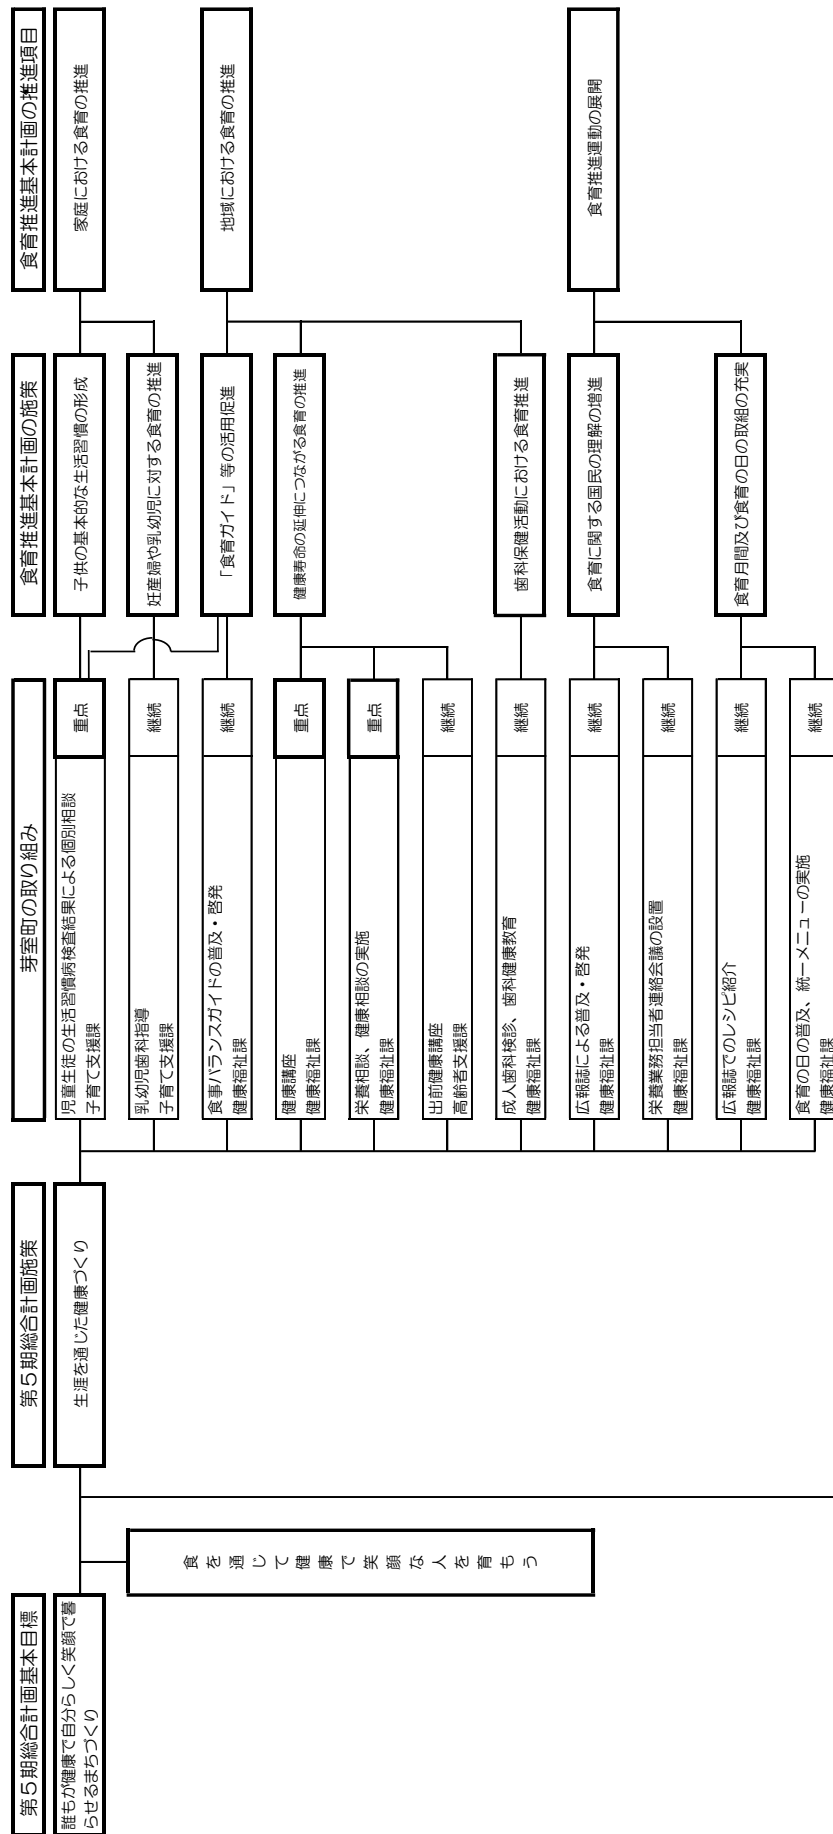 第５期総合計画基本目標
誰もが健康で自分らしく笑顔で暮
らせるまちづくり
食を通じて健康で笑顔な人を育もう
第５期総合計画施策
生涯を通じた健康づくり
芽室町の取り組み
児童生徒の生活習慣病検査結果による個別相談
子育て支援課
重点
乳幼児歯科指導
子育て支援課
継続
食事バランスガイドの普及・啓発
健康福祉課
継続
健康講座
健康福祉課
重点
栄養相談、健康相談の実施
健康福祉課
重点
出前健康講座
高齢者支援課
継続
成人歯科検診、歯科健康教育
健康福祉課
継続
広報誌による普及・啓発
健康福祉課
継続
栄養業務担当者連絡会議の設置
健康福祉課
継続
広報誌でのレシピ紹介
健康福祉課
継続
食育の日の普及、統一メニューの実施
健康福祉課
継続
食育推進基本計画の施策
子供の基本的な生活習慣の形成
妊産婦や乳幼児に対する食育の推進
「食育ガイド」等の活用促進
健康寿命の延伸につながる食育の推進
歯科保健活動における食育推進
食育に関する国民の理解の増進
食育月間及び食育の日の取組の充実
食育推進基本計画の推進項目
家庭における食育の推進
地域における食育の推進
食育推進運動の展開